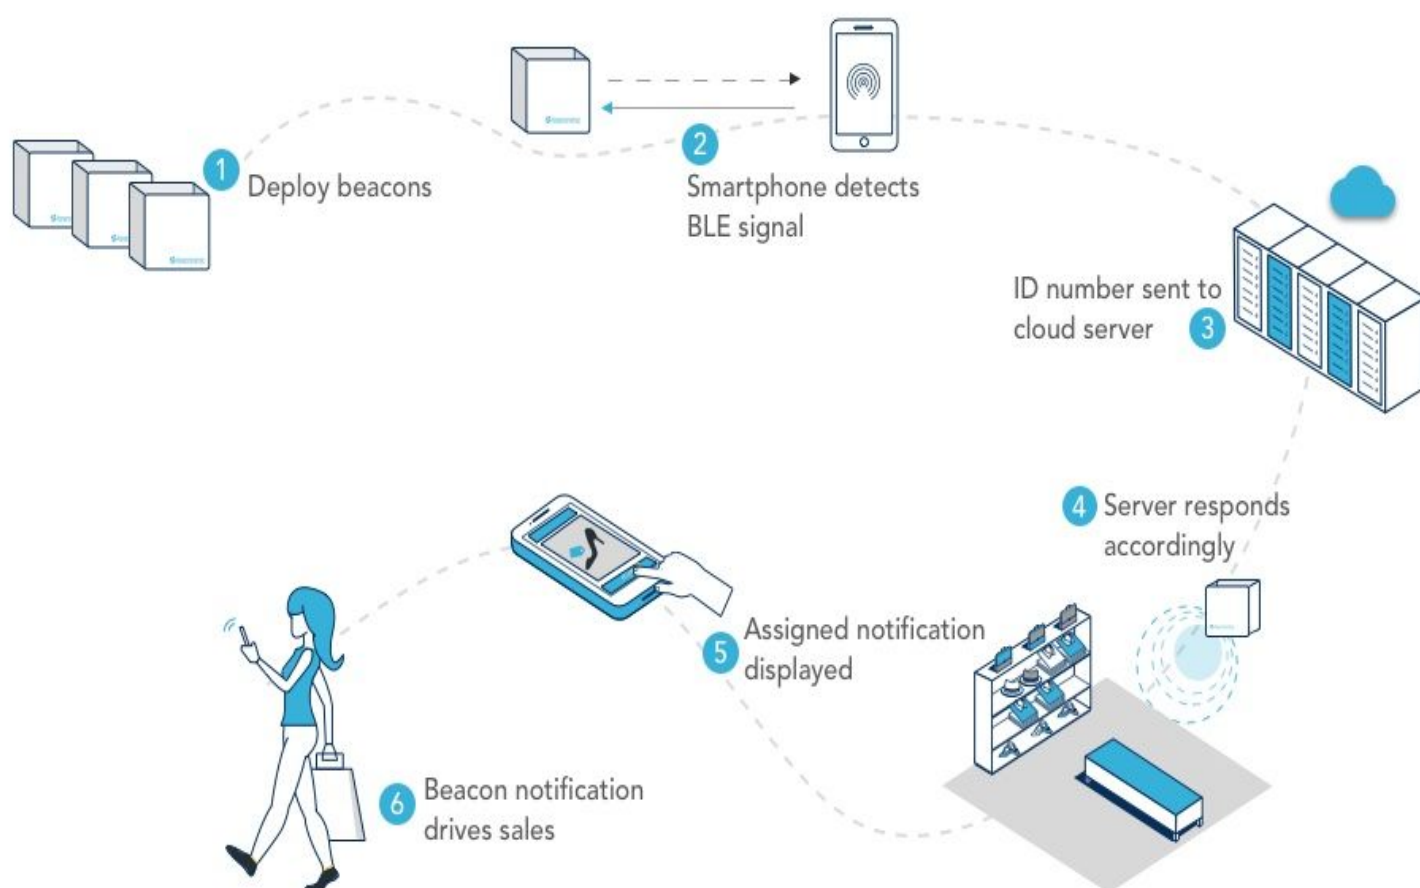 1
Deploy beacons
2
Smartphone detects
BLE signal
ID number sent to
cloud server
3
4
Server responds
accordingly
5
Assigned notification
displayed
6
Beacon notification
drives sales